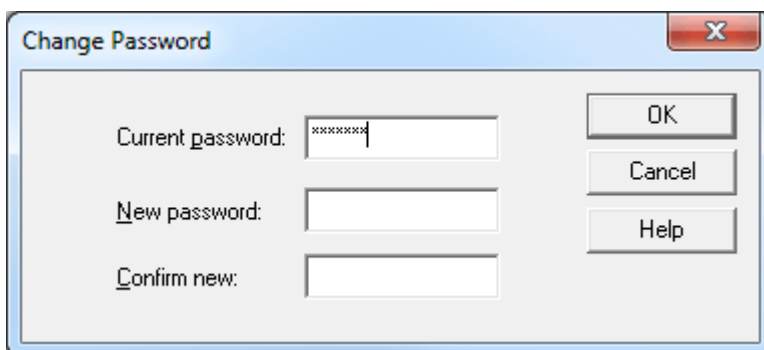 Change Password
Current password: *******
OK
Cancel
New password:
Help
Confirm new: